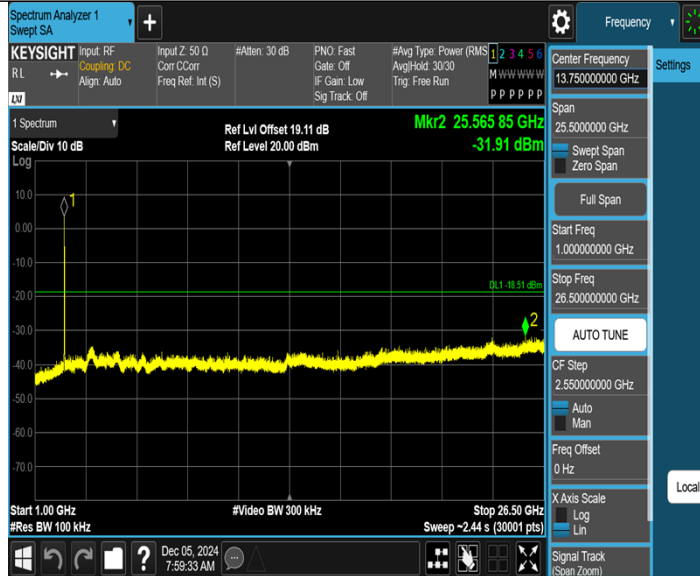 Spectrum Analyzer 1
Swept SA
Frequency
KEYSIGHT
RL
LXI
Input: RF
Coupling: DC
Align: Auto
Input Z: 50 Ω
Corr CCorr
Freq Ref: Int (S)
#Atten: 30 dB
PNO: Fast
Gate: Off
IF Gain: Low
Sig Track: Off
#Avg Type: Power (RMS
Avg|Hold: 30/30
Trig: Free Run
1 2 3 4 5 6
M W W W W W
P P P P P P
1 Spectrum
Scale/Div 10 dB
Ref Lvl Offset 19.11 dB
Ref Level 20.00 dBm
Mkr2 25.565 85 GHz
-31.91 dBm
Log
10.0
0.00
-10.0
-20.0
-30.0
-40.0
-50.0
-60.0
-70.0
1
DL1 -18.51 dBm
2
Start 1.00 GHz
#Res BW 100 kHz
#Video BW 300 kHz
Stop 26.50 GHz
Sweep ~2.44 s (30001 pts)
Dec 05, 2024
7:59:33 AM
Center Frequency
13.750000000 GHz
Span
25.5000000 GHz
Swept Span
Zero Span
Full Span
Start Freq
1.000000000 GHz
Stop Freq
26.500000000 GHz
AUTO TUNE
CF Step
2.550000000 GHz
Auto
Man
Freq Offset
0 Hz
X Axis Scale
Log
Lin
Signal Track
(Span Zoom)
Settings
Local